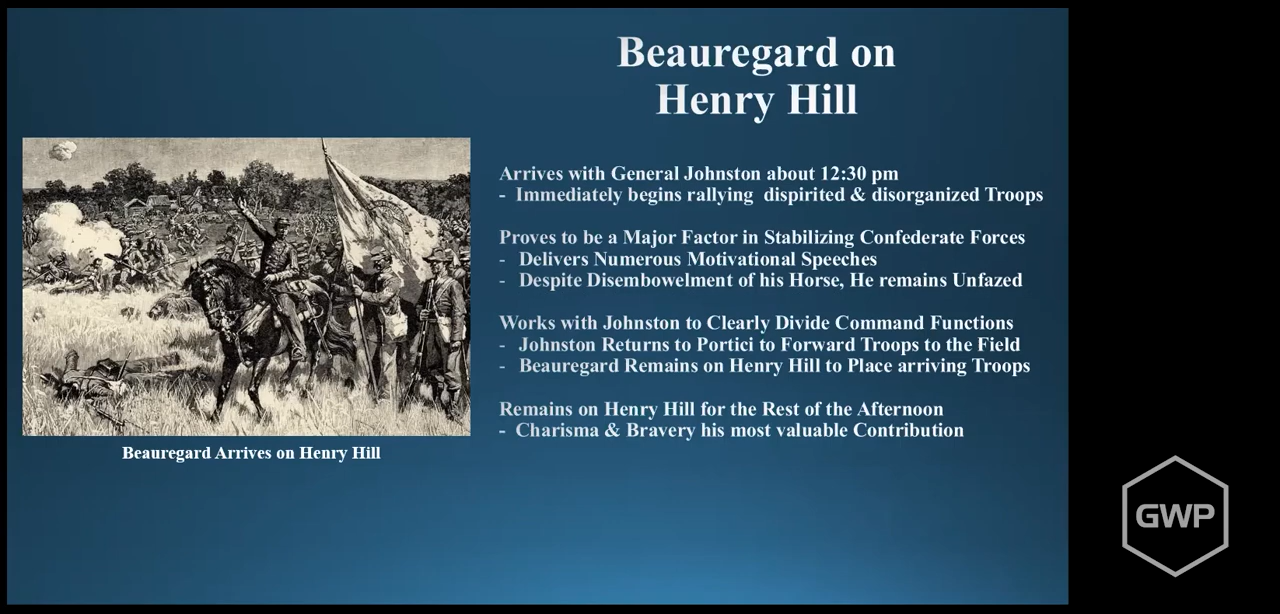 Beauregard on
Henry Hill
Arrives with General Johnston about 12:30 pm
- Immediately begins rallying dispirited & disorganized Troops
Proves to be a Major Factor in Stabilizing Confederate Forces
- Delivers Numerous Motivational Speeches
- Despite Disembowelment of his Horse, He remains Unfazed
Works with Johnston to Clearly Divide Command Functions
- Johnston Returns to Portici to Forward Troops to the Field
- Beauregard Remains on Henry Hill to Place arriving Troops
Remains on Henry Hill for the Rest of the Afternoon
- Charisma & Bravery his most valuable Contribution
Beauregard Arrives on Henry Hill
GWP